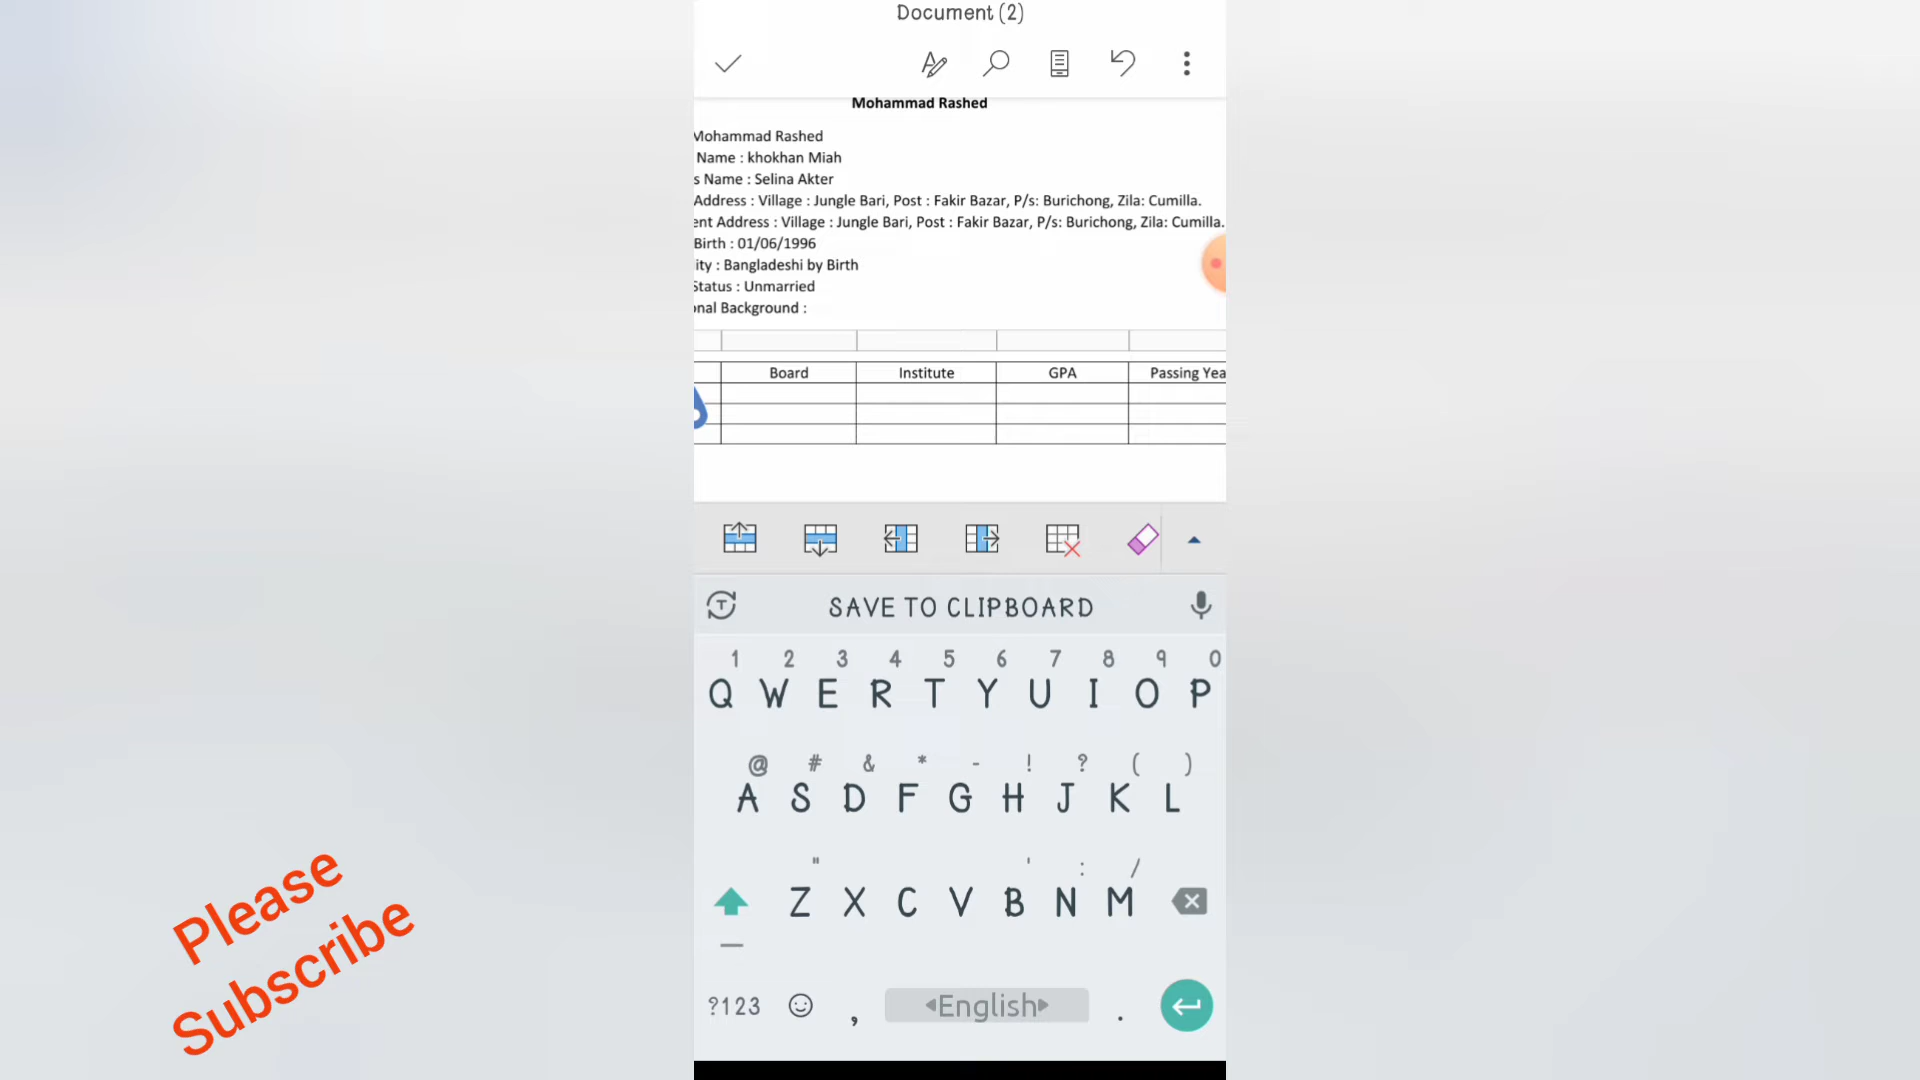 Document (2)
Mohammad Rashed
Mohammad Rashed
Name : khokhan Miah
s Name : Selina Akter
Address : Village : Jungle Bari, Post : Fakir Bazar, P/s: Burichong, Zila: Cumilla.
ent Address : Village : Jungle Bari, Post : Fakir Bazar, P/s: Burichong, Zila: Cumilla.
Birth : 01/06/1996
ity : Bangladeshi by Birth
Status : Unmarried
onal Background :
Board Institute GPA Passing Yea
SAVE TO CLIPBOARD
1 2 3 4 5 6 7 8 9 0
Q W E R T Y U I O P
@ # & * - ! ? ( )
A S D F G H J K L
" ' : /
Z X C V B N M
?123 , English .
Please
Subscribe